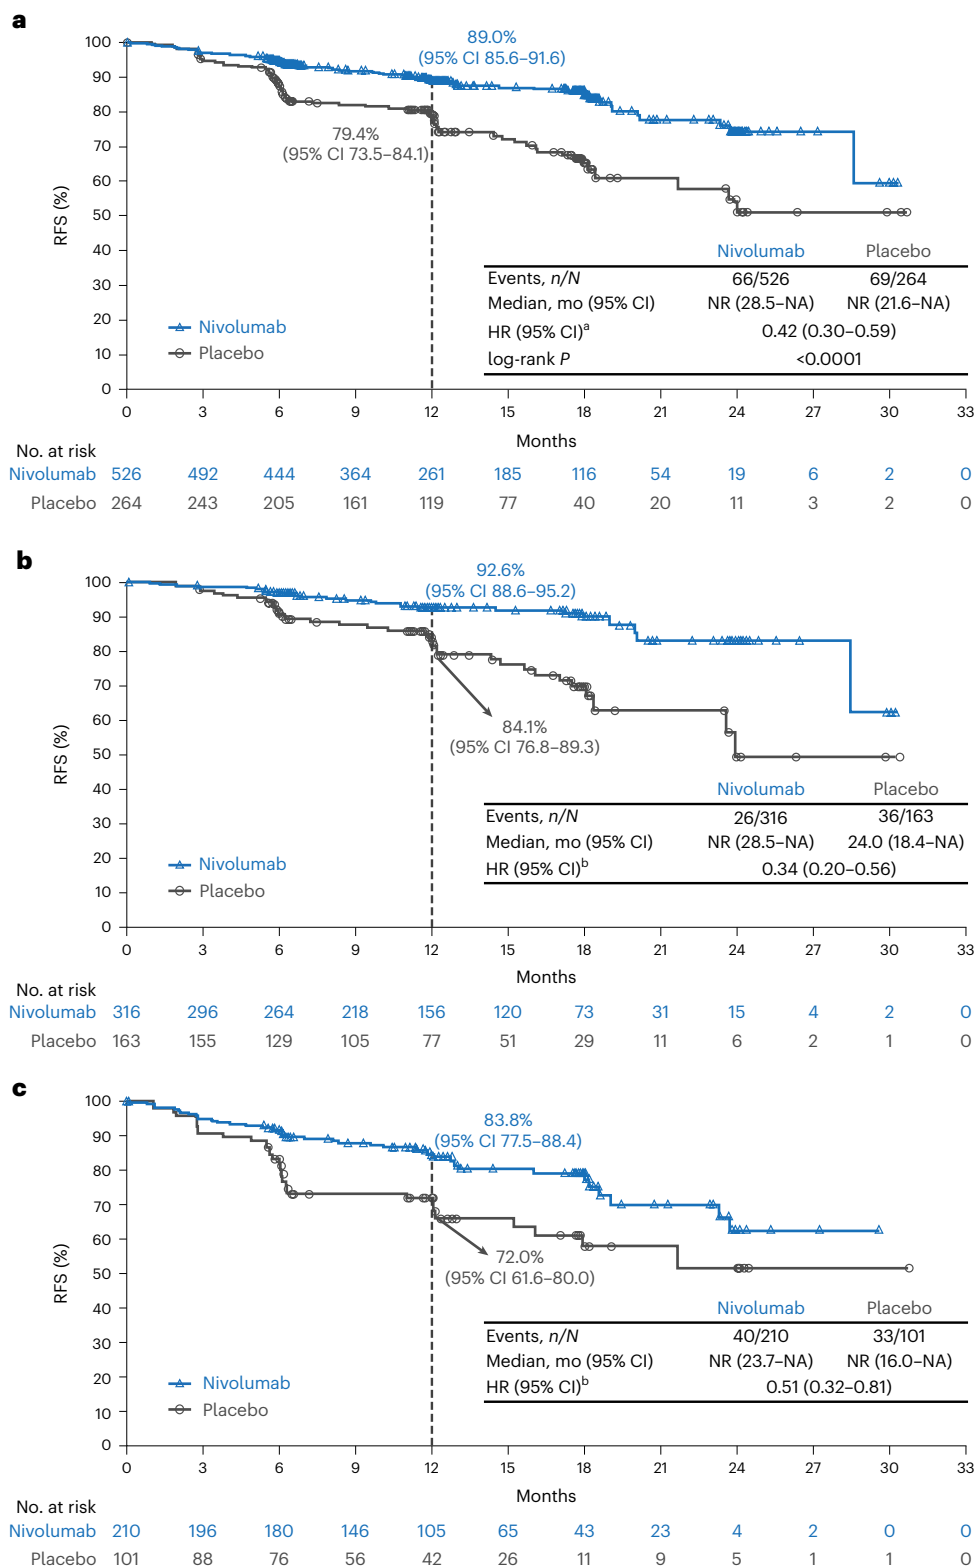 a
89.0%
(95% CI 85.6–91.6)
100
90
80
70
60
50
40
30
20
10
0
RFS (%)
79.4%
(95% CI 73.5–84.1)
Nivolumab Placebo
Events, n/N 66/526 69/264
Median, mo (95% CI) NR (28.5–NA) NR (21.6–NA)
HR (95% CI)a 0.42 (0.30–0.59)
log-rank P <0.0001
Nivolumab
Placebo
0 3 6 9 12 15 18 21 24 27 30 33
Months
No. at risk
Nivolumab 526 492 444 364 261 185 116 54 19 6 2 0
Placebo 264 243 205 161 119 77 40 20 11 3 2 0
b
92.6%
(95% CI 88.6–95.2)
100
90
80
70
60
50
40
30
20
10
0
RFS (%)
84.1%
(95% CI 76.8–89.3)
Nivolumab Placebo
Events, n/N 26/316 36/163
Median, mo (95% CI) NR (28.5–NA) 24.0 (18.4–NA)
HR (95% CI)b 0.34 (0.20–0.56)
Nivolumab
Placebo
0 3 6 9 12 15 18 21 24 27 30 33
Months
No. at risk
Nivolumab 316 296 264 218 156 120 73 31 15 4 2 0
Placebo 163 155 129 105 77 51 29 11 6 2 1 0
c
83.8%
(95% CI 77.5–88.4)
100
90
80
70
60
50
40
30
20
10
0
RFS (%)
72.0%
(95% CI 61.6–80.0)
Nivolumab Placebo
Events, n/N 40/210 33/101
Median, mo (95% CI) NR (23.7–NA) NR (16.0–NA)
HR (95% CI)b 0.51 (0.32–0.81)
Nivolumab
Placebo
0 3 6 9 12 15 18 21 24 27 30 33
Months
No. at risk
Nivolumab 210 196 180 146 105 65 43 23 4 2 0 0
Placebo 101 88 76 56 42 26 11 9 5 1 1 0